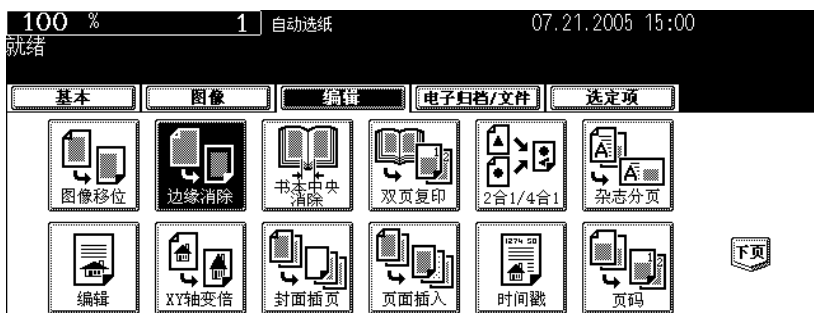 100 % 1 自动选纸 07.21.2005 15:00
就绪
基本 图像 编辑 电子归档/文件 选定项
图像移位 边缘消除 书本中央消除 双页复印 2合1/4合1 杂志分页
编辑 XY轴变倍 封面插页 页面插入 时间戳 页码 下页